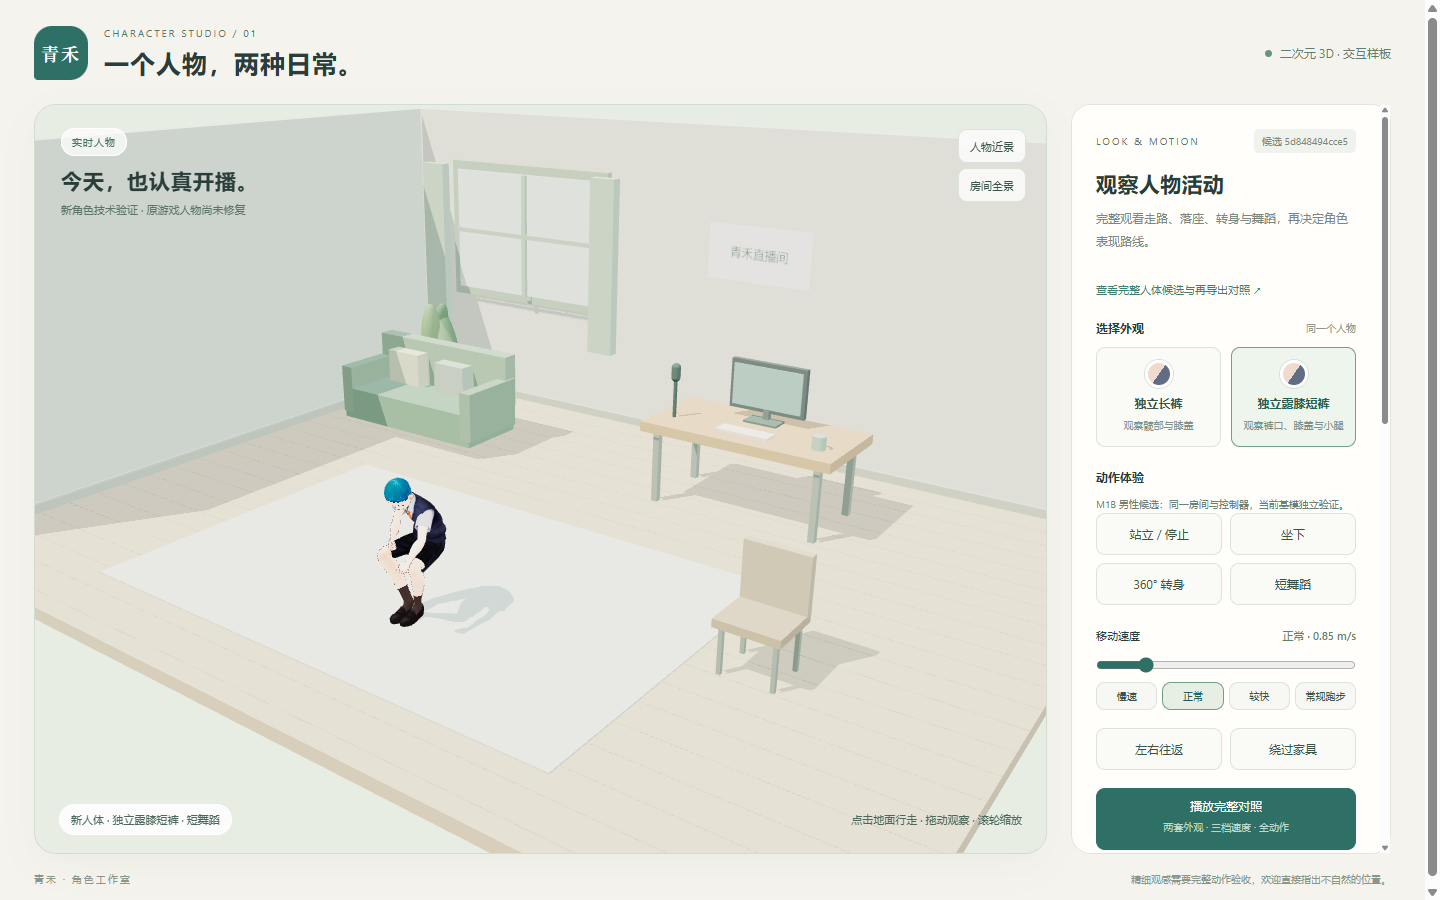 青禾
CHARACTER STUDIO / 01
一个人物，两种日常。
二次元 3D · 交互样板
实时人物
今天，也认真开播。
新角色技术验证 · 原游戏人物尚未修复
人物近景
房间全景
青禾直播间
新人体 · 独立露膝短裤 · 短舞蹈
点击地面行走 · 拖动观察 · 滚轮缩放
LOOK & MOTION
候选 5d848494cce5
观察人物活动
完整观看走路、落座、转身与舞蹈，再决定角色
表现路线。
查看完整人体候选与再导出对照 ↗
选择外观
同一个人物
独立长裤
观察腿部与膝盖
独立露膝短裤
观察裤口、膝盖与小腿
动作体验
M18 男性候选：同一房间与控制器，当前基模独立验证。
站立 / 停止
坐下
360° 转身
短舞蹈
移动速度
正常 · 0.85 m/s
慢速
正常
较快
常规跑步
左右往返
绕过家具
播放完整对照
两套外观 · 三档速度 · 全动作
青禾 · 角色工作室
精细观感需要完整动作验收，欢迎直接指出不自然的位置。